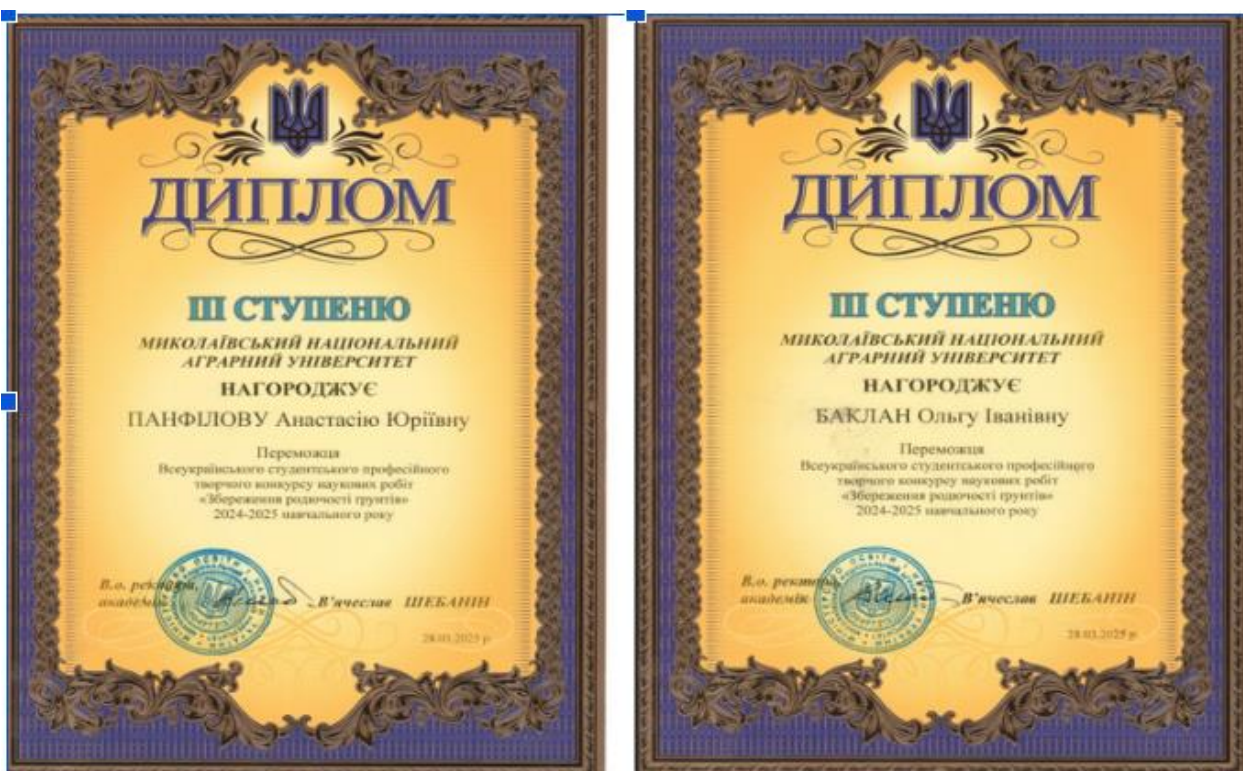 ДИПЛОМ
ІІІ СТУПЕНЮ
МИКОЛАЇВСЬКИЙ НАЦІОНАЛЬНИЙ
АГРАРНИЙ УНІВЕРСИТЕТ
НАГОРОДЖУЄ
ПАНФІЛОВУ Анастасію Юріївну
Переможця
Всеукраїнського студентського професійного
творчого конкурсу наукових робіт
«Збереження родючості ґрунтів»
2024-2025 навчального року
В.о. ректора,
академік В'ячеслав ШЕБАНІН
28.03.2025 р
ДИПЛОМ
ІІІ СТУПЕНЮ
МИКОЛАЇВСЬКИЙ НАЦІОНАЛЬНИЙ
АГРАРНИЙ УНІВЕРСИТЕТ
НАГОРОДЖУЄ
БАКЛАН Ольгу Іванівну
Переможця
Всеукраїнського студентського професійного
творчого конкурсу наукових робіт
«Збереження родючості ґрунтів»
2024-2025 навчального року
В.о. ректора,
академік В'ячеслав ШЕБАНІН
28.03.2025 р